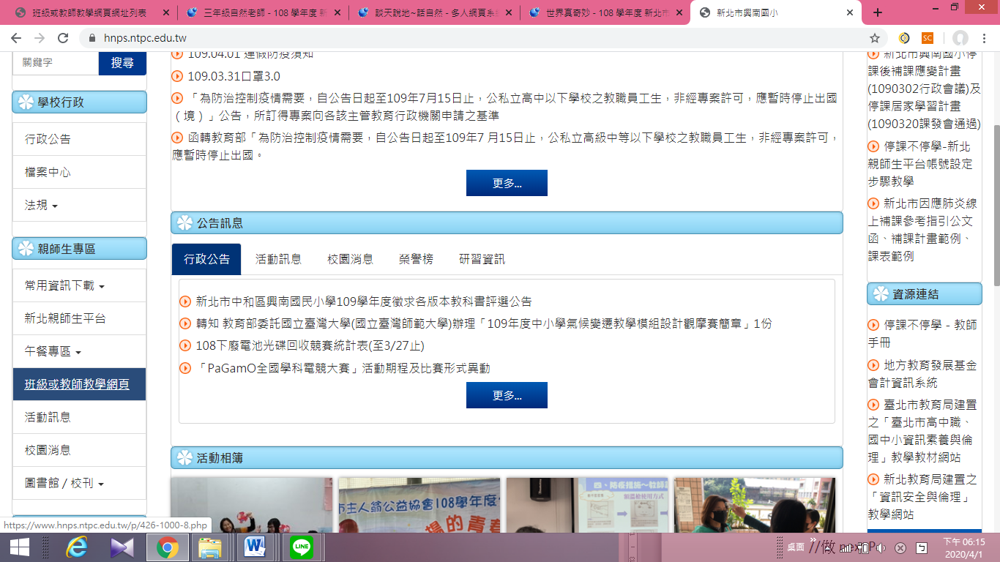 班級或教師教學網頁網址列表
三年級自然老師 - 108 學年度 新
談天說地~話自然 - 多人網頁系
世界真奇妙 - 108 學年度 新北市
新北市興南國小
hnps.ntpc.edu.tw
關鍵字
搜尋
學校行政
行政公告
檔案中心
法規
親師生專區
常用資訊下載
新北親師生平台
午餐專區
班級或教師教學網頁
活動訊息
校園消息
圖書館 / 校刊
https://www.hnps.ntpc.edu.tw/p/426-1000-8.php
109.04.01 連假防疫須知
109.03.31口罩3.0
「為防治控制疫情需要，自公告日起至109年7月15日止，公私立高中以下學校之教職員工生，非經專案許可，應暫時停止出國
（境）」公告，所訂得專案向各該主管教育行政機關申請之基準
函轉教育部「為防治控制疫情需要，自公告日起至109年7 月15日止，公私立高級中等以下學校之教職員工生，非經專案許可，
應暫時停止出國。
更多...
公告訊息
行政公告 活動訊息 校園消息 榮譽榜 研習資訊
新北市中和區興南國民小學109學年度徵求各版本教科書評選公告
轉知 教育部委託國立臺灣大學(國立臺灣師範大學)辦理「109年度中小學氣候變遷教學模組設計觀摩賽簡章」1份
108下廢電池光碟回收競賽統計表(至3/27止)
「PaGamO全國學科電競大賽」活動期程及比賽形式異動
更多...
活動相簿
市主人請公益協會108學年度
場的青春
四、防疫措施~教師
額溫槍使用方式
新北市興南國小停
課後補課應變計畫
(1090302行政會議)及
停課居家學習計畫
(1090320課發會通過)
停課不停學-新北
親師生平台帳號設定
步驟教學
新北市因應肺炎線
上補課參考指引公文
函、補課計畫範例、
課表範例
資源連結
停課不停學 - 教師
手冊
地方教育發展基金
會計資訊系統
臺北市教育局建置
之「臺北市高中職、
國中小資訊素養與倫
理」教學教材網站
新北教育局建置之
「資訊安全與倫理」
教學網站
桌面
下午 06:15
2020/4/1